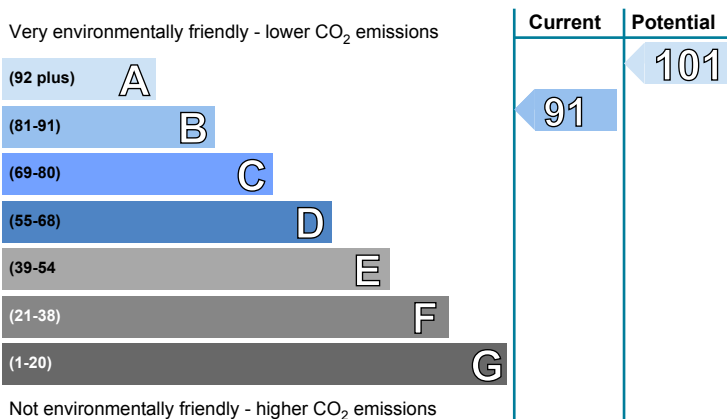 Current Potential
Very environmentally friendly - lower CO2 emissions
101
(92 plus) A
91
(81-91) B
(69-80) C
(55-68) D
(39-54 E
(21-38) F
(1-20) G
Not environmentally friendly - higher CO2 emissions